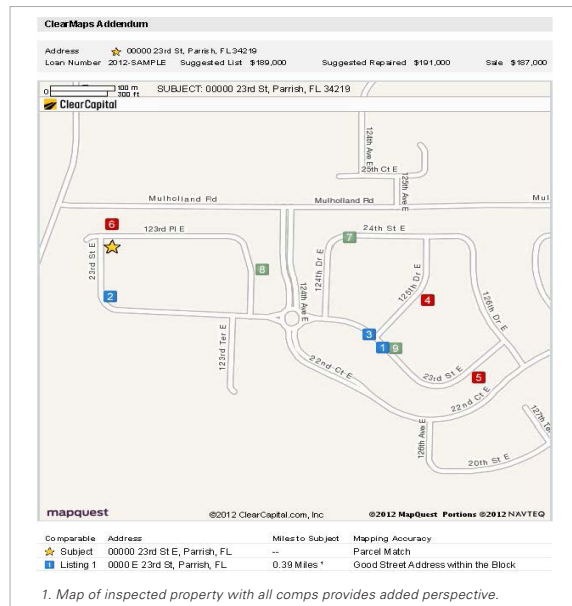 ClearMaps Addendum
Address 00000 23rd St, Parrish, FL 34219
Loan Number 2012-SAMPLE Suggested List $189,000 Suggested Repaired $191,000 Sale $187,000
0 100 m
300 ft
SUBJECT: 00000 23rd St, Parrish, FL 34219
ClearCapital
124th Ave E
25th Ct E
125th Ave E
Mulholland Rd Mulholland Rd Mul
6
123rd Pl E
24th St E
7
23rd St E
8
124th Dr E
124th Ave E
125th Dr E
126th Dr E
2
4
123rd Ter E
3
1 9
22nd Ct E
23rd St E
5
22nd Ct E
126th Ave E
127th Te
20th St E
mapquest ©2012 ClearCapital.com, Inc ©2012 MapQuest Portions ©2012 NAVTEQ
Comparable Address Miles to Subject Mapping Accuracy
Subject 00000 23rd St E, Parrish, FL -- Parcel Match
1 Listing 1 0000 E 23rd St, Parrish, FL 0.39 Miles * Good Street Address within the Block
1. Map of inspected property with all comps provides added perspective.